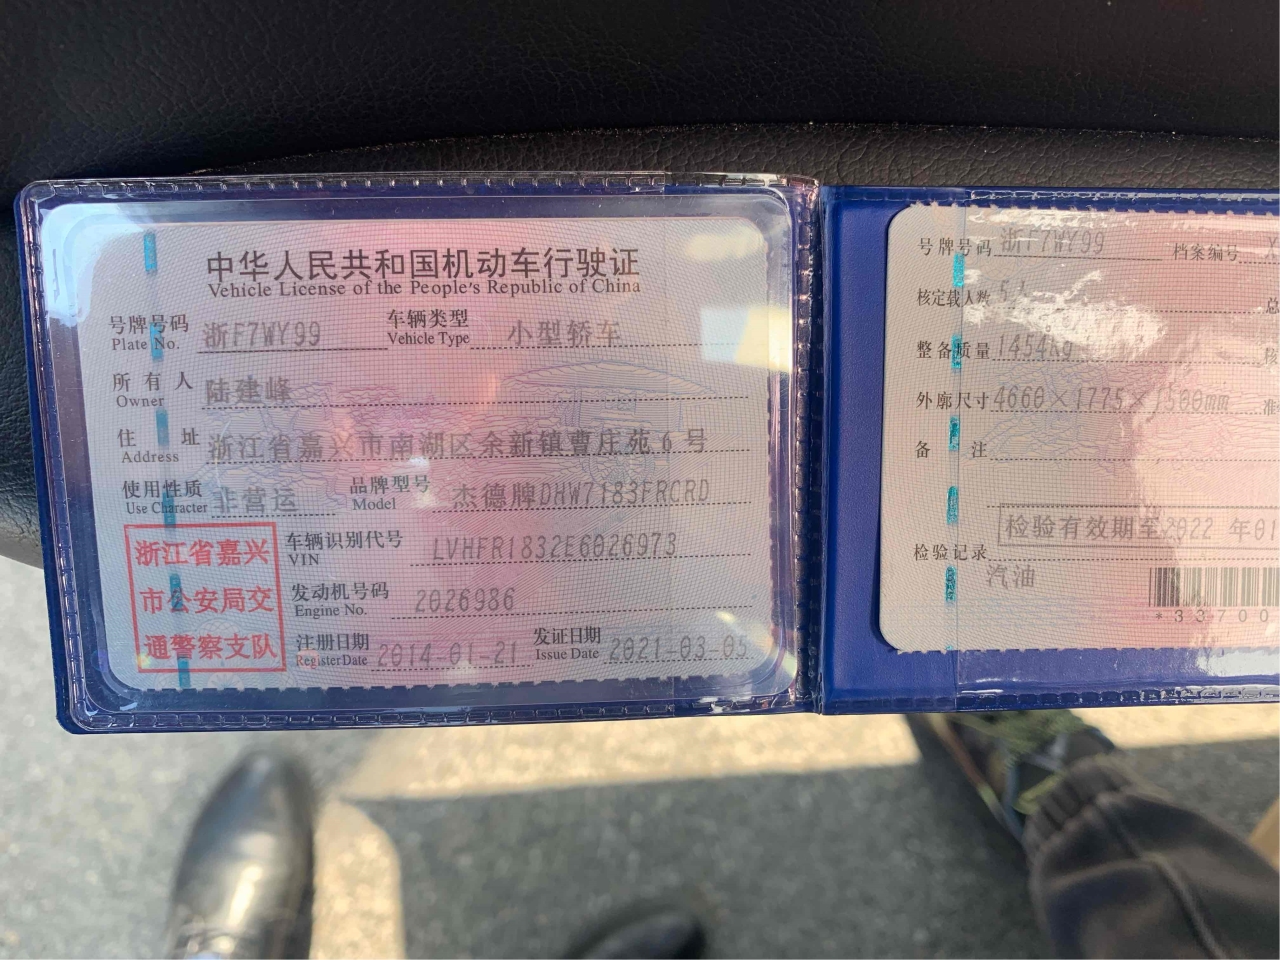 中华人民共和国机动车行驶证
Vehicle License of the People's Republic of China
号牌号码 浙F7WY99 车辆类型 小型轿车
Plate No. Vehicle Type
所有人 陆建峰
Owner
住址 浙江省嘉兴市南湖区余新镇曹庄苑6号
Address
使用性质 非营运 品牌型号 杰德牌DHW7183FRCRD
Use Character Model
浙江省嘉兴
市公安局交
通警察支队
车辆识别代号 LVHFR1832E6026973
VIN
发动机号码 2026986
Engine No.
注册日期 2014-01-21 发证日期 2021-03-05
Register Date Issue Date
号牌号码 浙F7WY99 档案编号
核定载人数 5人 总
整备质量 1454kg 核
外廓尺寸 4660×1775×1500mm 准
备注
检验有效期至2022 年01
检验记录
汽油
*33700